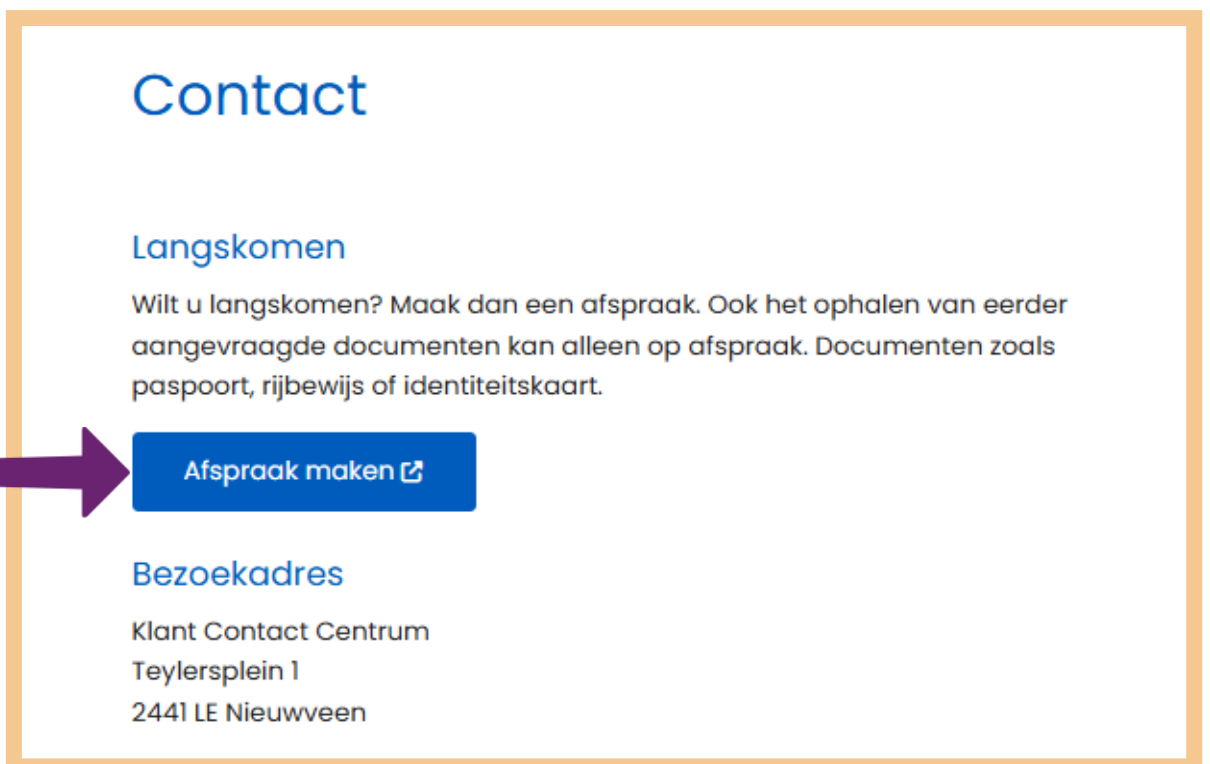 Contact
Langskomen
Wilt u langskomen? Maak dan een afspraak. Ook het ophalen van eerder
aangevraagde documenten kan alleen op afspraak. Documenten zoals
paspoort, rijbewijs of identiteitskaart.
Afspraak maken
Bezoekadres
Klant Contact Centrum
Teylersplein 1
2441 LE Nieuwveen